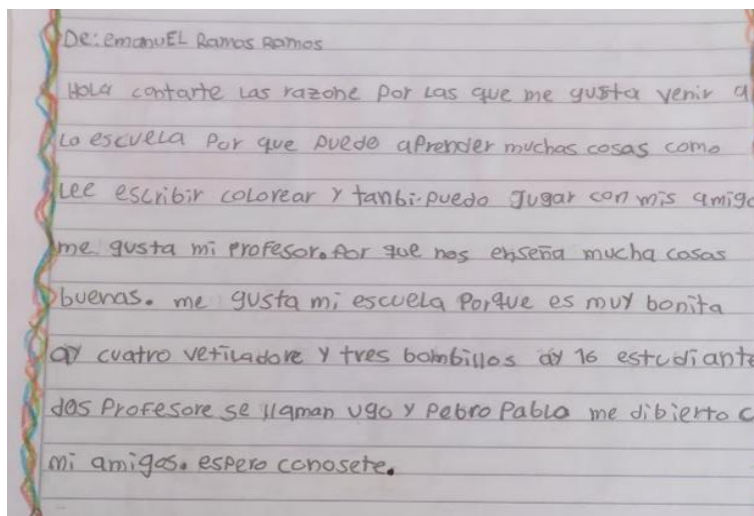 De: emanuEL Ramos Ramos
Hola contarte Las razone por Las que me gusta venir a
La escuela Por que puedo aprender muchas cosas como
Lee escribir colorear y tanbi. puedo Jugar con mis amigo
me gusta mi profesor. Por que nos enseña mucha cosas
buenas. me gusta mi escuela Porque es muy bonita
ay cuatro vetiladore y tres bombillos ay 16 estudiante
dos Profesore se llaman ugo y Pebro Pablo me dibierto c
mi amigos. espero conosete.